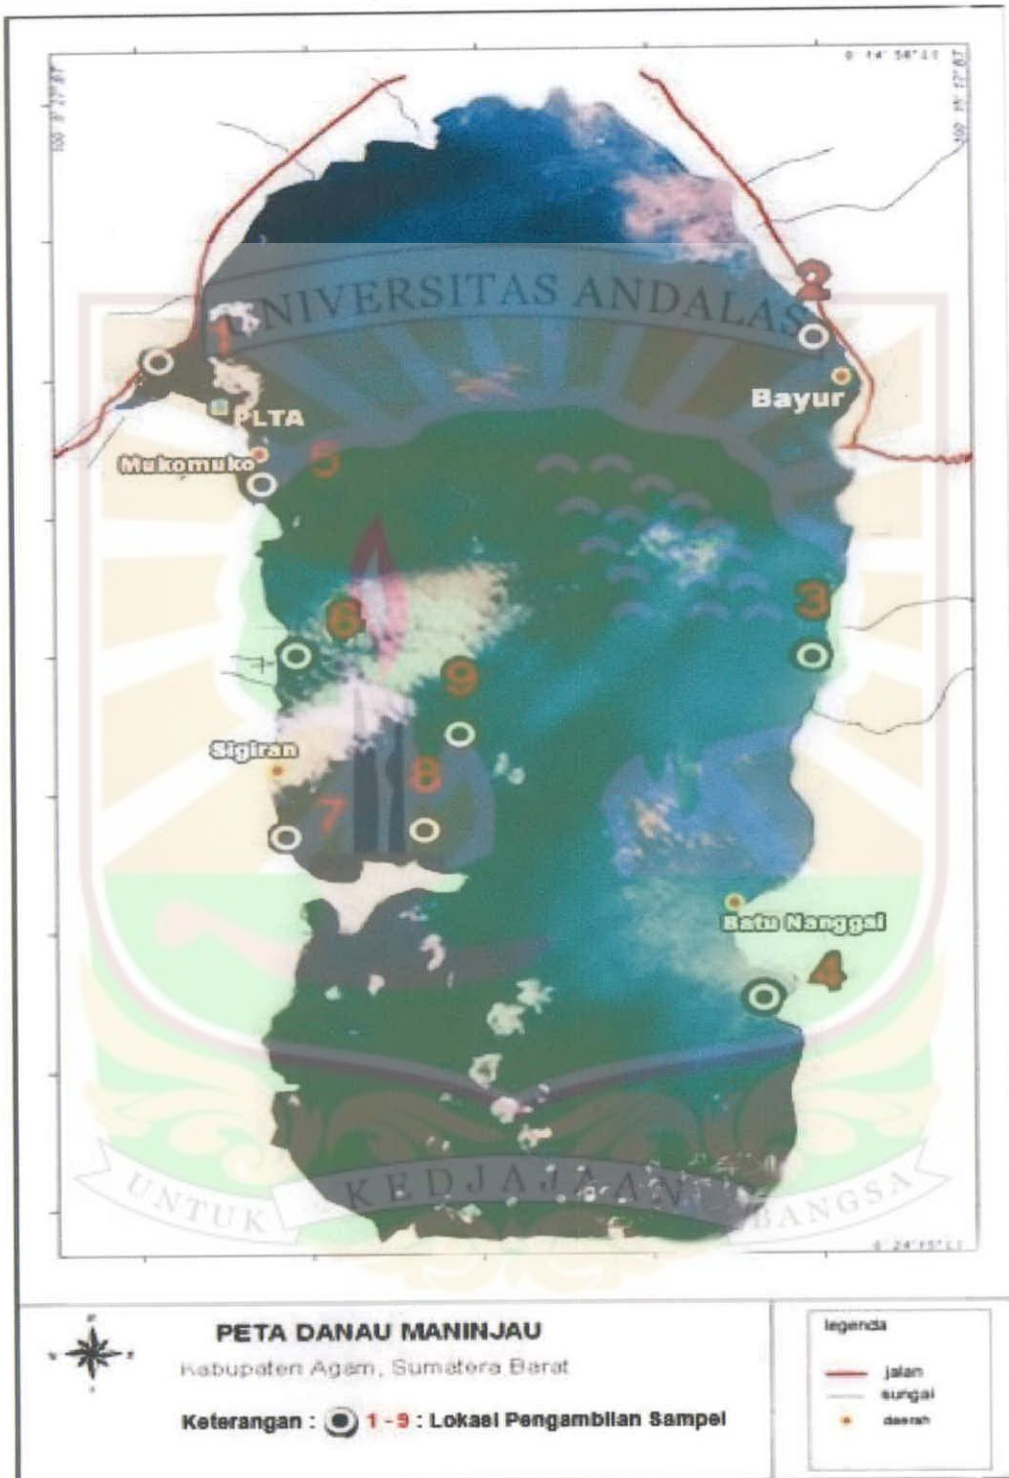 UNIVERSITAS ANDALAS
2
1
Bayur
PLTA
Mukomuko
5
3
6
9
Sigiran
8
7
Batu Nanggai
4
UNTUK KEDJAJAAN BANGSA
PETA DANAU MANINJAU
Kabupaten Agam, Sumatera Barat
Keterangan : 1 - 9 : Lokasi Pengambilan Sampel
legenda
jalan
sungai
daerah